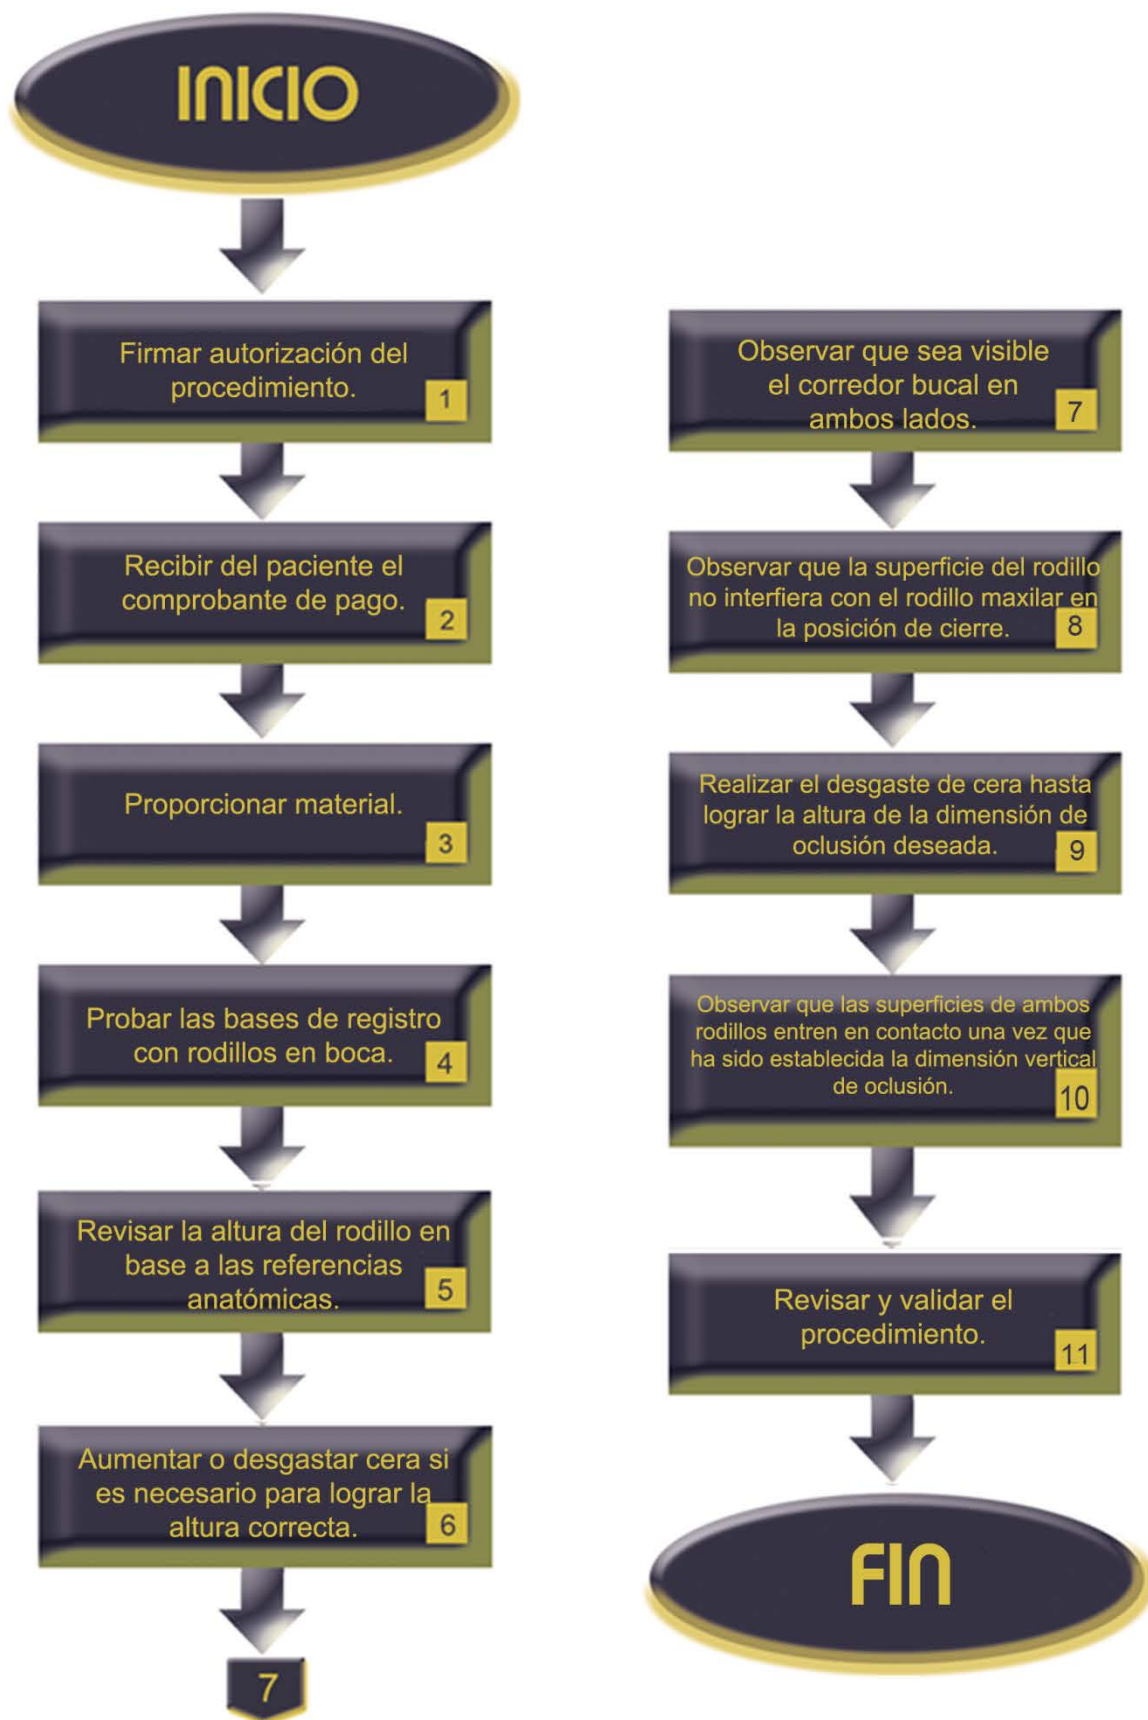 INICIO
Firmar autorización del
procedimiento.
1
Recibir del paciente el
comprobante de pago.
2
Proporcionar material.
3
Probar las bases de registro
con rodillos en boca.
4
Revisar la altura del rodillo en
base a las referencias
anatómicas.
5
Aumentar o desgastar cera si
es necesario para lograr la
altura correcta.
6
7
Observar que sea visible
el corredor bucal en
ambos lados.
7
Observar que la superficie del rodillo
no interfiera con el rodillo maxilar en
la posición de cierre.
8
Realizar el desgaste de cera hasta
lograr la altura de la dimensión de
oclusión deseada.
9
Observar que las superficies de ambos
rodillos entren en contacto una vez que
ha sido establecida la dimensión vertical
de oclusión.
10
Revisar y validar el
procedimiento.
11
FIN